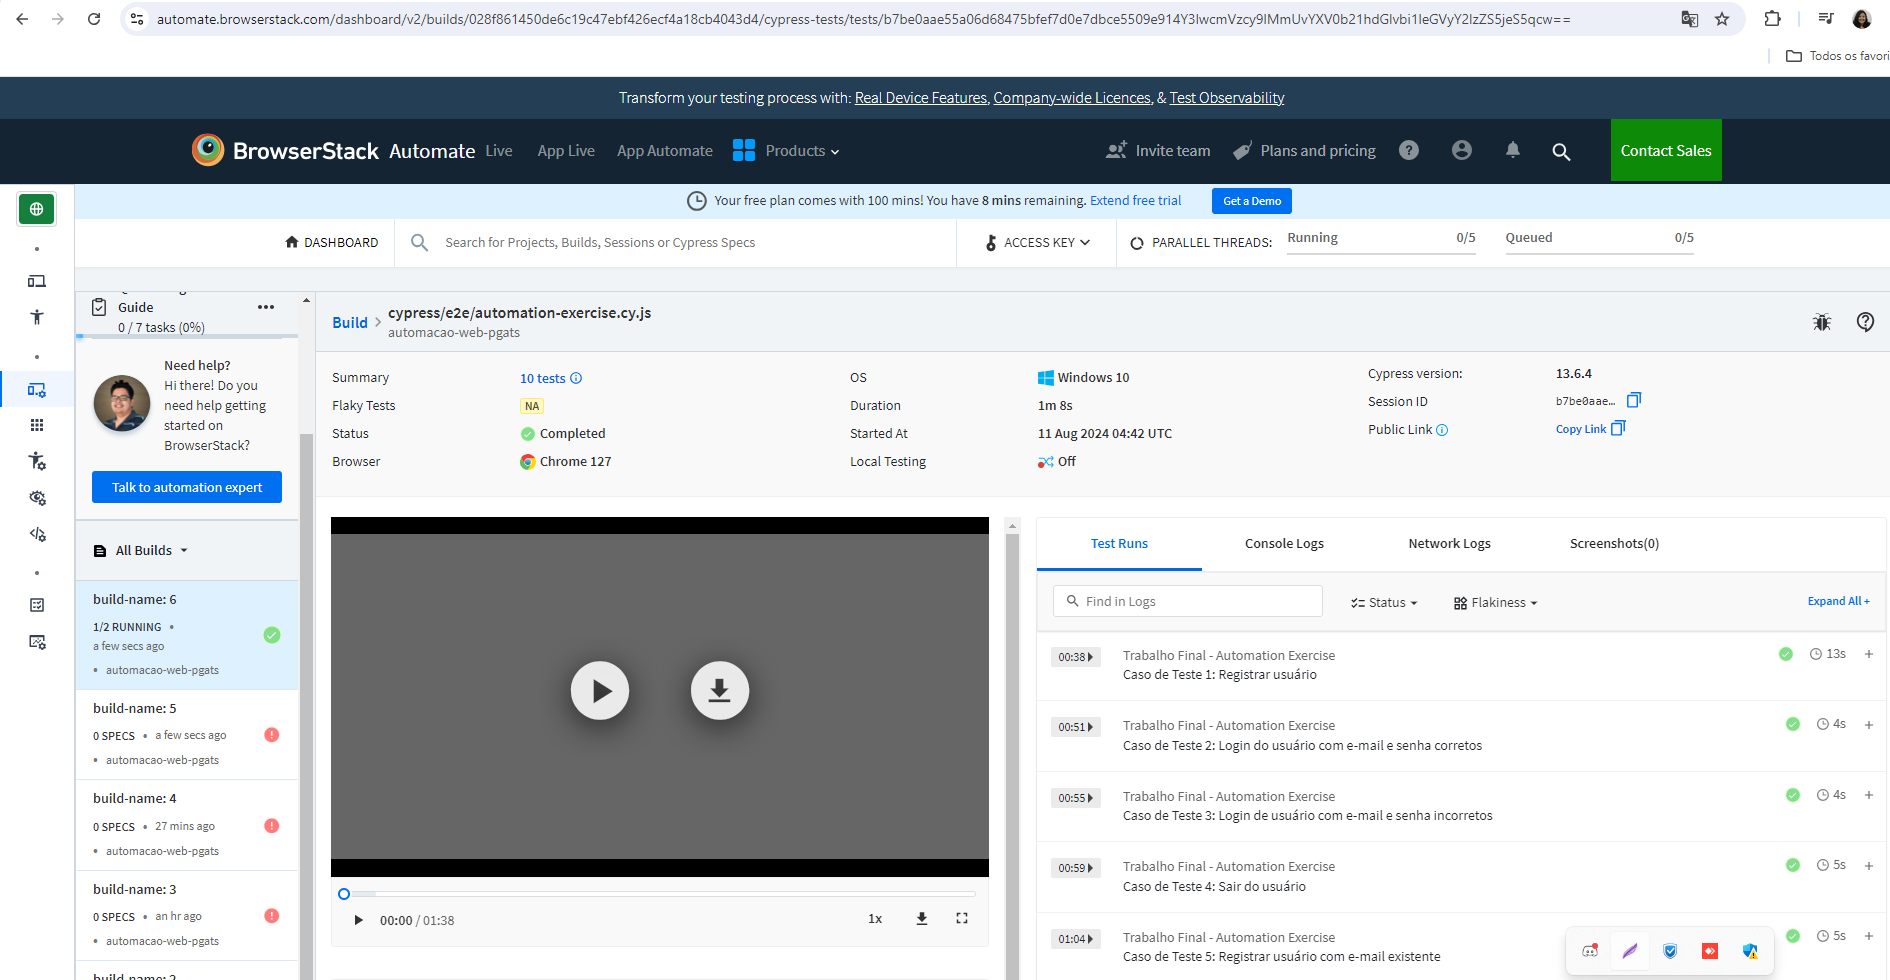 automate.browserstack.com/dashboard/v2/builds/028f861450de6c19c47ebf426ecf4a18cb4043d4/cypress-tests/tests/b7be0aae55a06d68475bfef7d0e7dbce5509e914Y3lwcmVzcy9lMmUvYXV0b21hdGlvbi1leGVyY2lzZS5jeS5qcw==
Todos os favori
Transform your testing process with: Real Device Features, Company-wide Licences, & Test Observability
BrowserStack Automate Live App Live App Automate Products Invite team Plans and pricing ? Contact Sales
Your free plan comes with 100 mins! You have 8 mins remaining. Extend free trial Get a Demo
DASHBOARD Search for Projects, Builds, Sessions or Cypress Specs ACCESS KEY PARALLEL THREADS: Running 0/5 Queued 0/5
Guide
0 / 7 tasks (0%)
Need help?
Hi there! Do you
need help getting
started on
BrowserStack?
Talk to automation expert
All Builds
build-name: 6
1/2 RUNNING •
a few secs ago
• automacao-web-pgats
build-name: 5
0 SPECS • a few secs ago
• automacao-web-pgats
build-name: 4
0 SPECS • 27 mins ago
• automacao-web-pgats
build-name: 3
0 SPECS • an hr ago
• automacao-web-pgats
build-name: 2
Build > cypress/e2e/automation-exercise.cy.js
automacao-web-pgats
Summary 10 tests
Flaky Tests NA
Status Completed
Browser Chrome 127
OS Windows 10
Duration 1m 8s
Started At 11 Aug 2024 04:42 UTC
Local Testing Off
Cypress version: 13.6.4
Session ID b7be0aae...
Public Link Copy Link
00:00 / 01:38 1x
Test Runs Console Logs Network Logs Screenshots(0)
Find in Logs Status Flakiness Expand All +
00:38 Trabalho Final - Automation Exercise 13s +
Caso de Teste 1: Registrar usuário
00:51 Trabalho Final - Automation Exercise 4s +
Caso de Teste 2: Login do usuário com e-mail e senha corretos
00:55 Trabalho Final - Automation Exercise 4s +
Caso de Teste 3: Login de usuário com e-mail e senha incorretos
00:59 Trabalho Final - Automation Exercise 5s +
Caso de Teste 4: Sair do usuário
01:04 Trabalho Final - Automation Exercise 5s +
Caso de Teste 5: Registrar usuário com e-mail existente